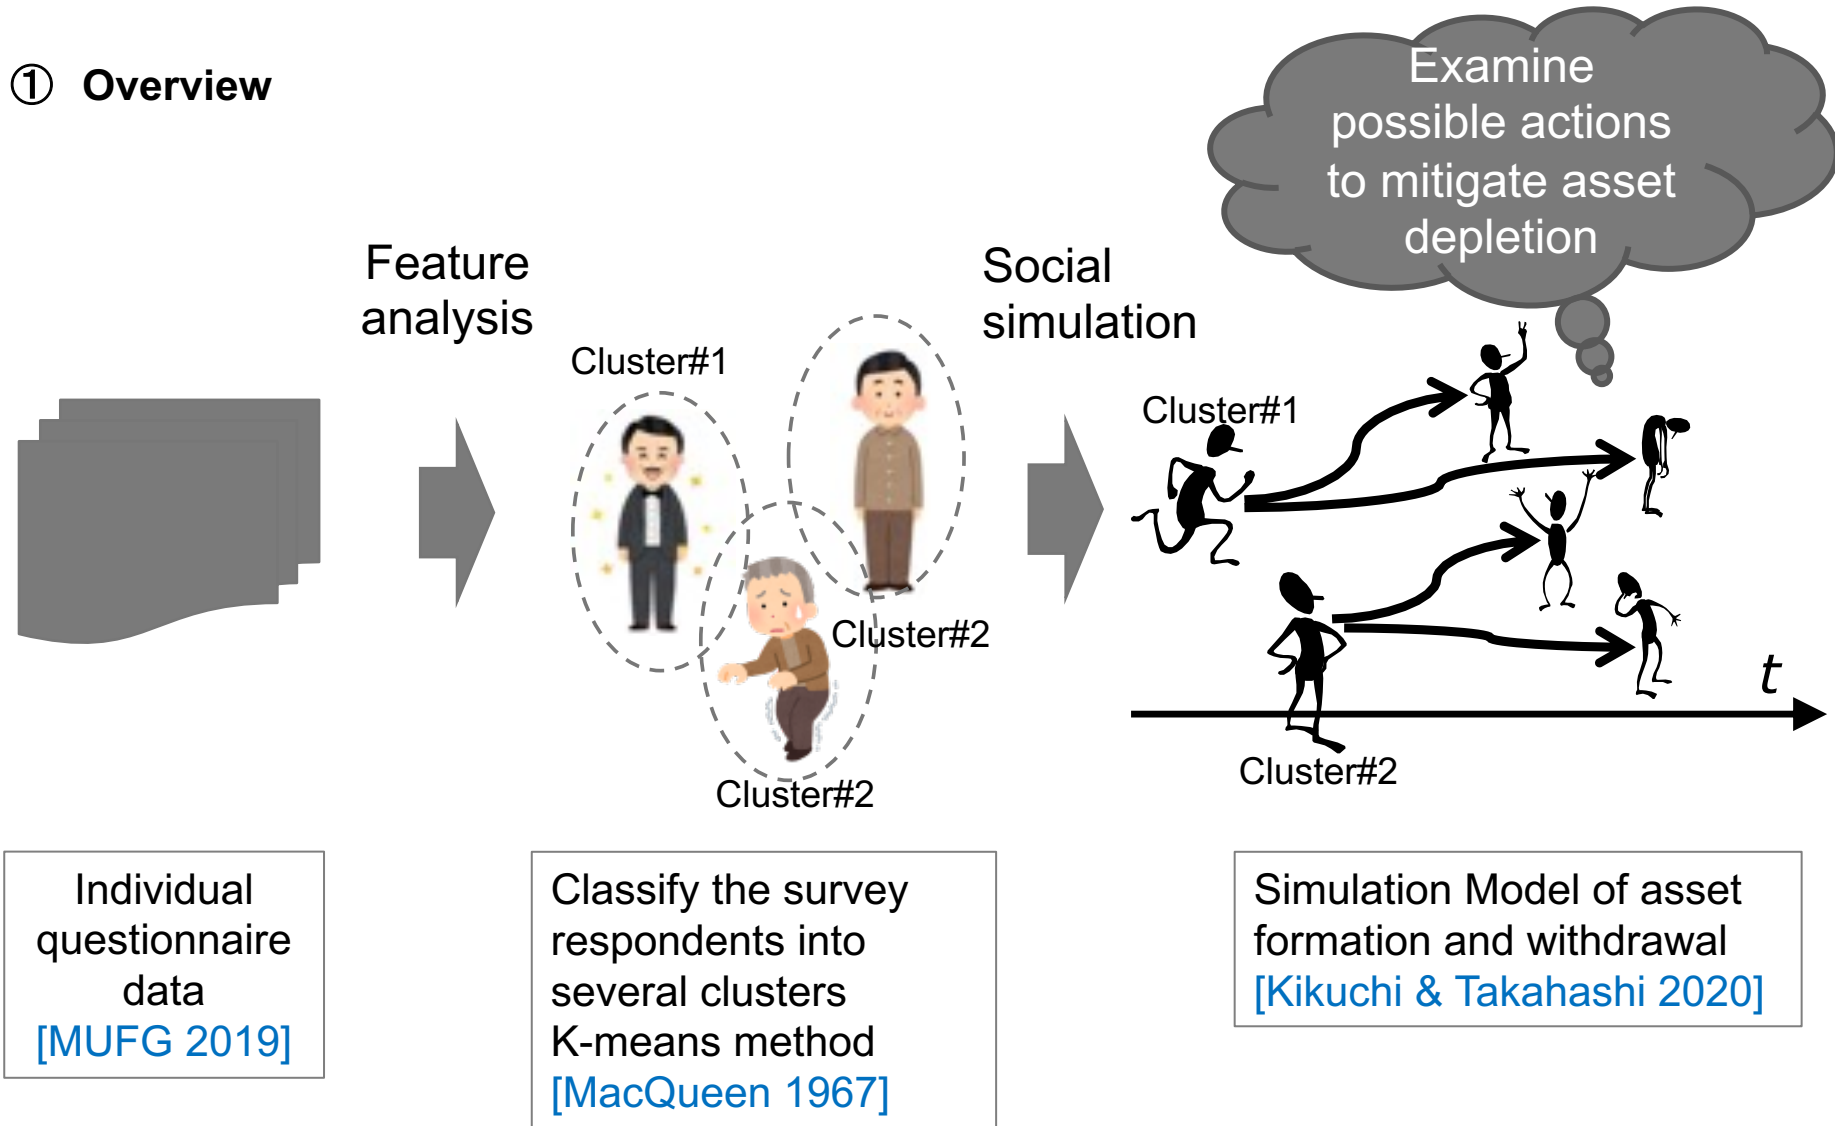 ① Overview
Examine
possible actions
to mitigate asset
depletion
Feature
analysis
Social
simulation
Cluster#1
Cluster#2
Cluster#2
Cluster#1
Cluster#2
t
Individual
questionnaire
data
[MUFG 2019]
Classify the survey
respondents into
several clusters
K-means method
[MacQueen 1967]
Simulation Model of asset
formation and withdrawal
[Kikuchi & Takahashi 2020]